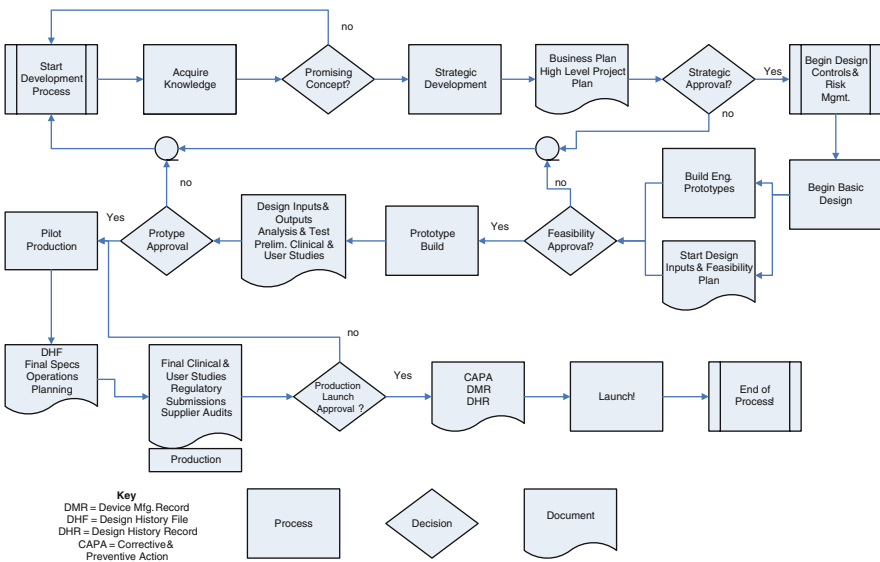 no
Start
Development
Process
Acquire
Knowledge
Promising
Concept?
Strategic
Development
Business Plan
High Level Project
Plan
Strategic
Approval?
Yes
Begin Design
Controls &
Risk
Mgmt.
no
Build Eng.
Prototypes
Begin Basic
Design
Start Design
Inputs & Feasibility
Plan
no
Feasibility
Approval?
Yes
Prototype
Build
Design Inputs &
Outputs
Analysis & Test
Prelim. Clinical &
User Studies
no
Protype
Approval
Yes
Pilot
Production
DHF
Final Specs
Operations
Planning
Final Clinical &
User Studies
Regulatory
Submissions
Supplier Audits
Production
no
Production
Launch
Approval ?
Yes
CAPA
DMR
DHR
Launch!
End of
Process!
Key
DMR = Device Mfg. Record
DHF = Design History File
DHR = Design History Record
CAPA = Corrective &
Preventive Action
Process
Decision
Document